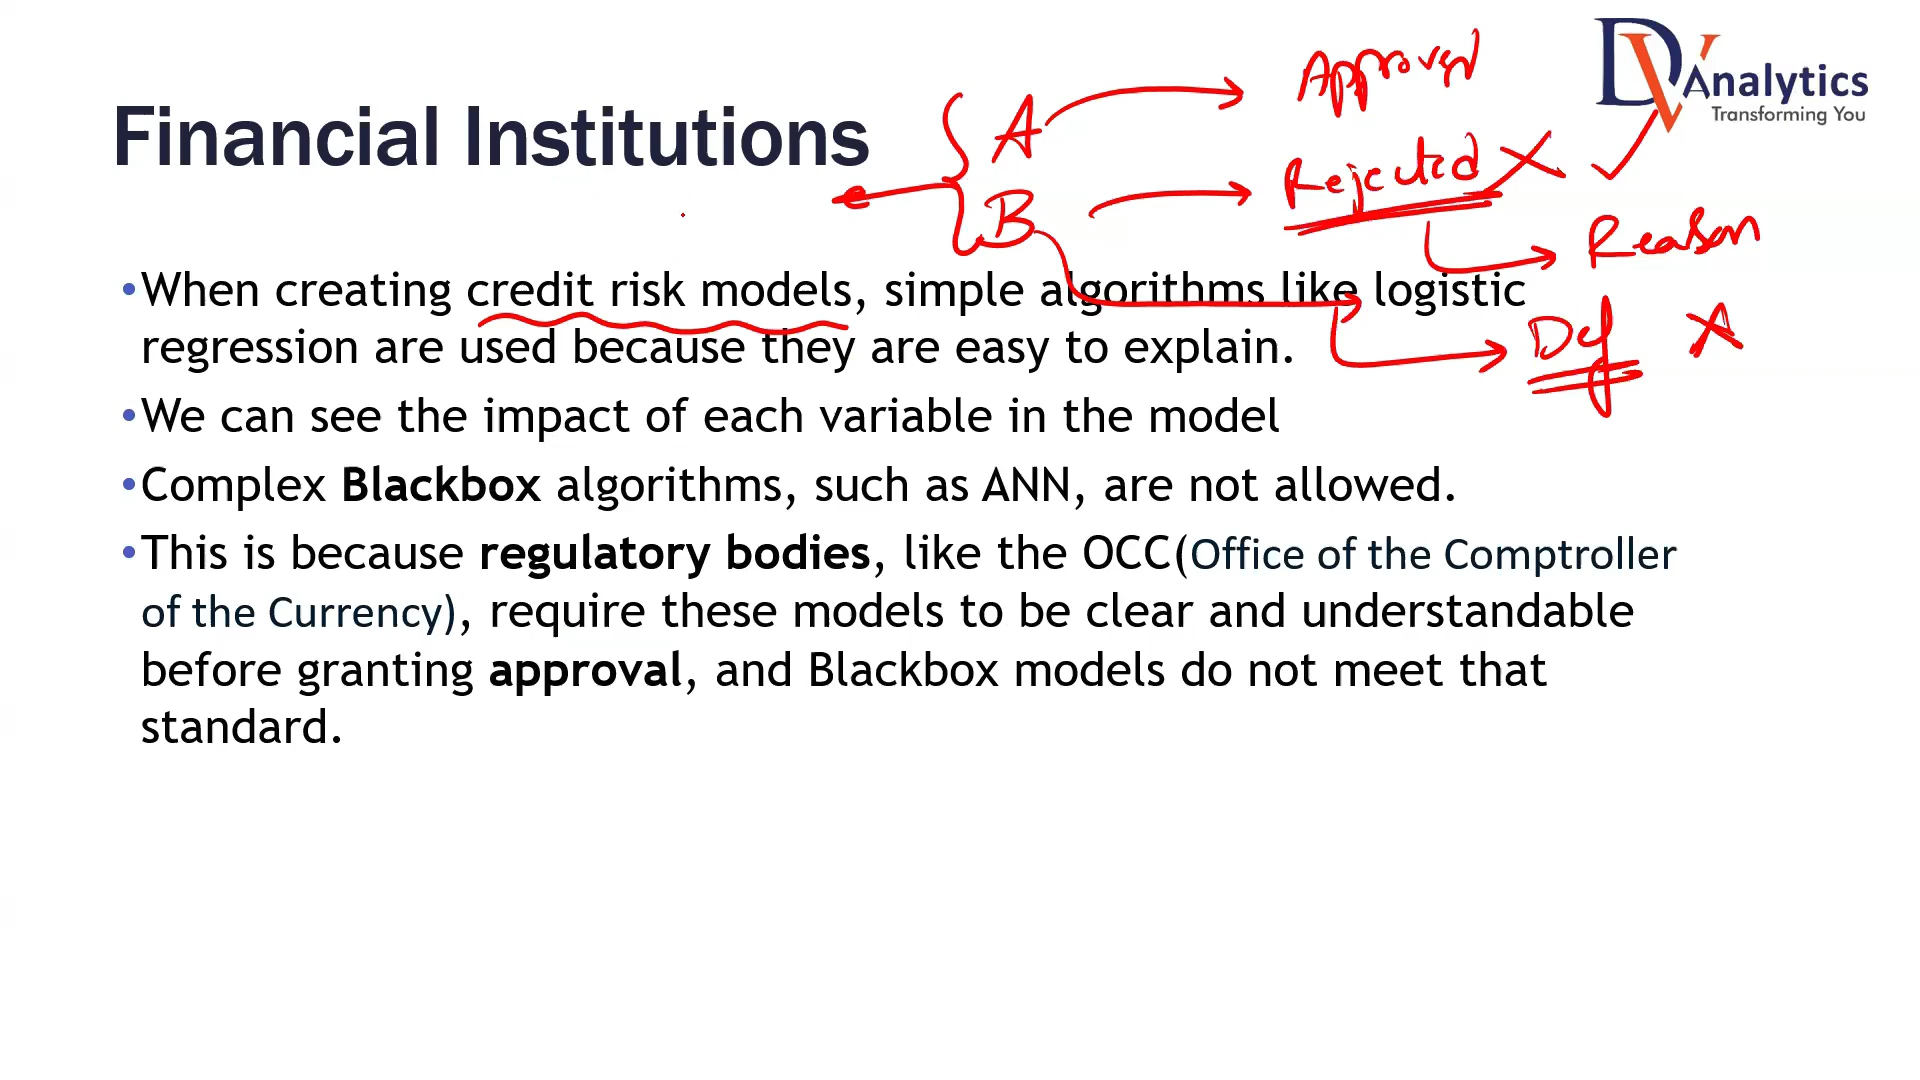 DV Analytics
Transforming You
Financial Institutions
A
Approved
B
Rejected
Reason
Def
•When creating credit risk models, simple algorithms like logistic
regression are used because they are easy to explain.
•We can see the impact of each variable in the model
•Complex Blackbox algorithms, such as ANN, are not allowed.
•This is because regulatory bodies, like the OCC(Office of the Comptroller
of the Currency), require these models to be clear and understandable
before granting approval, and Blackbox models do not meet that
standard.